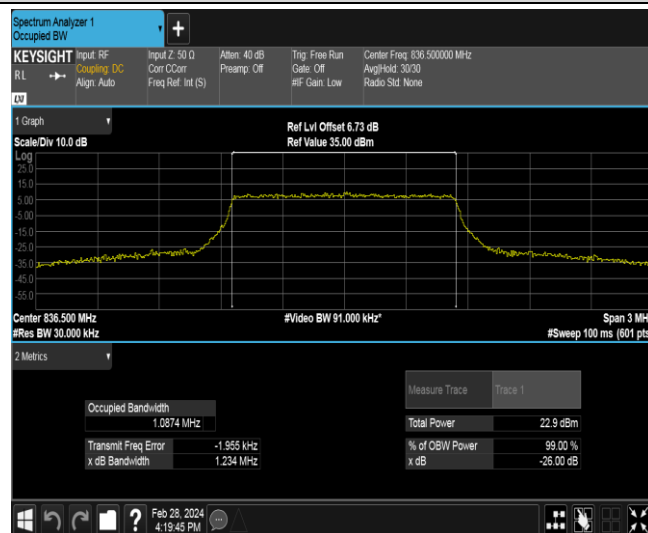 Spectrum Analyzer 1
Occupied BW
+
KEYSIGHT Input: RF Input Z: 50 Ω Atten: 40 dB Trig: Free Run Center Freq: 836.500000 MHz
RL Coupling: DC Corr CCorr Preamp: Off Gate: Off Avg|Hold: 30/30
Align: Auto Freq Ref: Int (S) #IF Gain: Low Radio Std: None
LXI
1 Graph
Ref Lvl Offset 6.73 dB
Scale/Div 10.0 dB Ref Value 35.00 dBm
Log
25.0
15.0
5.00
-5.00
-15.0
-25.0
-35.0
-45.0
-55.0
Center 836.500 MHz #Video BW 91.000 kHz* Span 3 MH
#Res BW 30.000 kHz #Sweep 100 ms (601 pts
2 Metrics
Measure Trace Trace 1
Occupied Bandwidth
1.0874 MHz
Total Power 22.9 dBm
Transmit Freq Error -1.955 kHz % of OBW Power 99.00 %
x dB Bandwidth 1.234 MHz x dB -26.00 dB
? Feb 28, 2024
4:19:45 PM